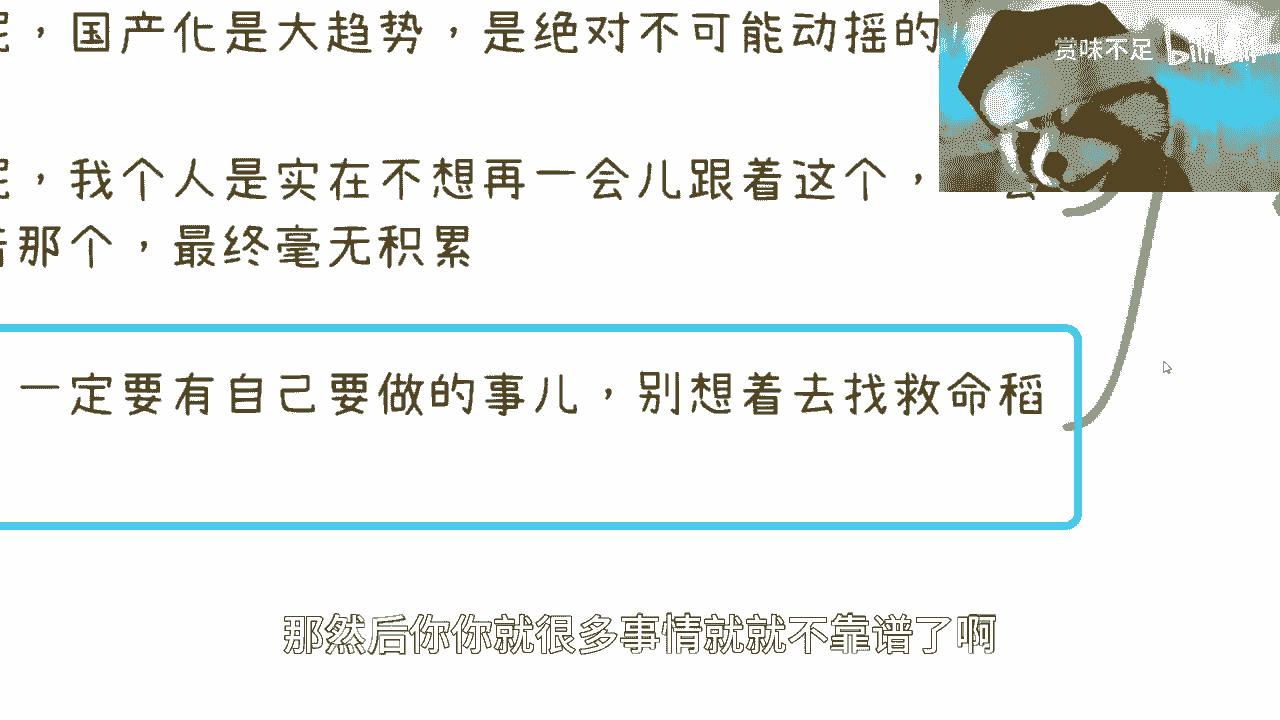 呢，国产化是大趋势，是绝对不可能动摇的
赏味不足 bilibili
呢，我个人是实在不想再一会儿跟着这个，一会
着那个，最终毫无积累
一定要有自己要做的事儿，别想着去找救命稻
那然后你你就很多事情就就不靠谱了啊